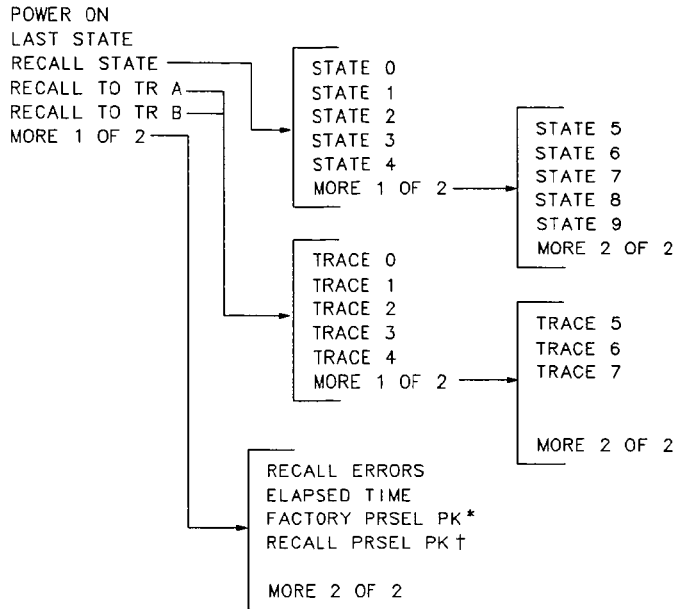 POWER ON
LAST STATE
RECALL STATE
RECALL TO TR A
RECALL TO TR B
MORE 1 OF 2
STATE 0
STATE 1
STATE 2
STATE 3
STATE 4
MORE 1 OF 2
STATE 5
STATE 6
STATE 7
STATE 8
STATE 9
MORE 2 OF 2
TRACE 0
TRACE 1
TRACE 2
TRACE 3
TRACE 4
MORE 1 OF 2
TRACE 5
TRACE 6
TRACE 7
MORE 2 OF 2
RECALL ERRORS
ELAPSED TIME
FACTORY PRSEL PK*
RECALL PRSEL PK†
MORE 2 OF 2